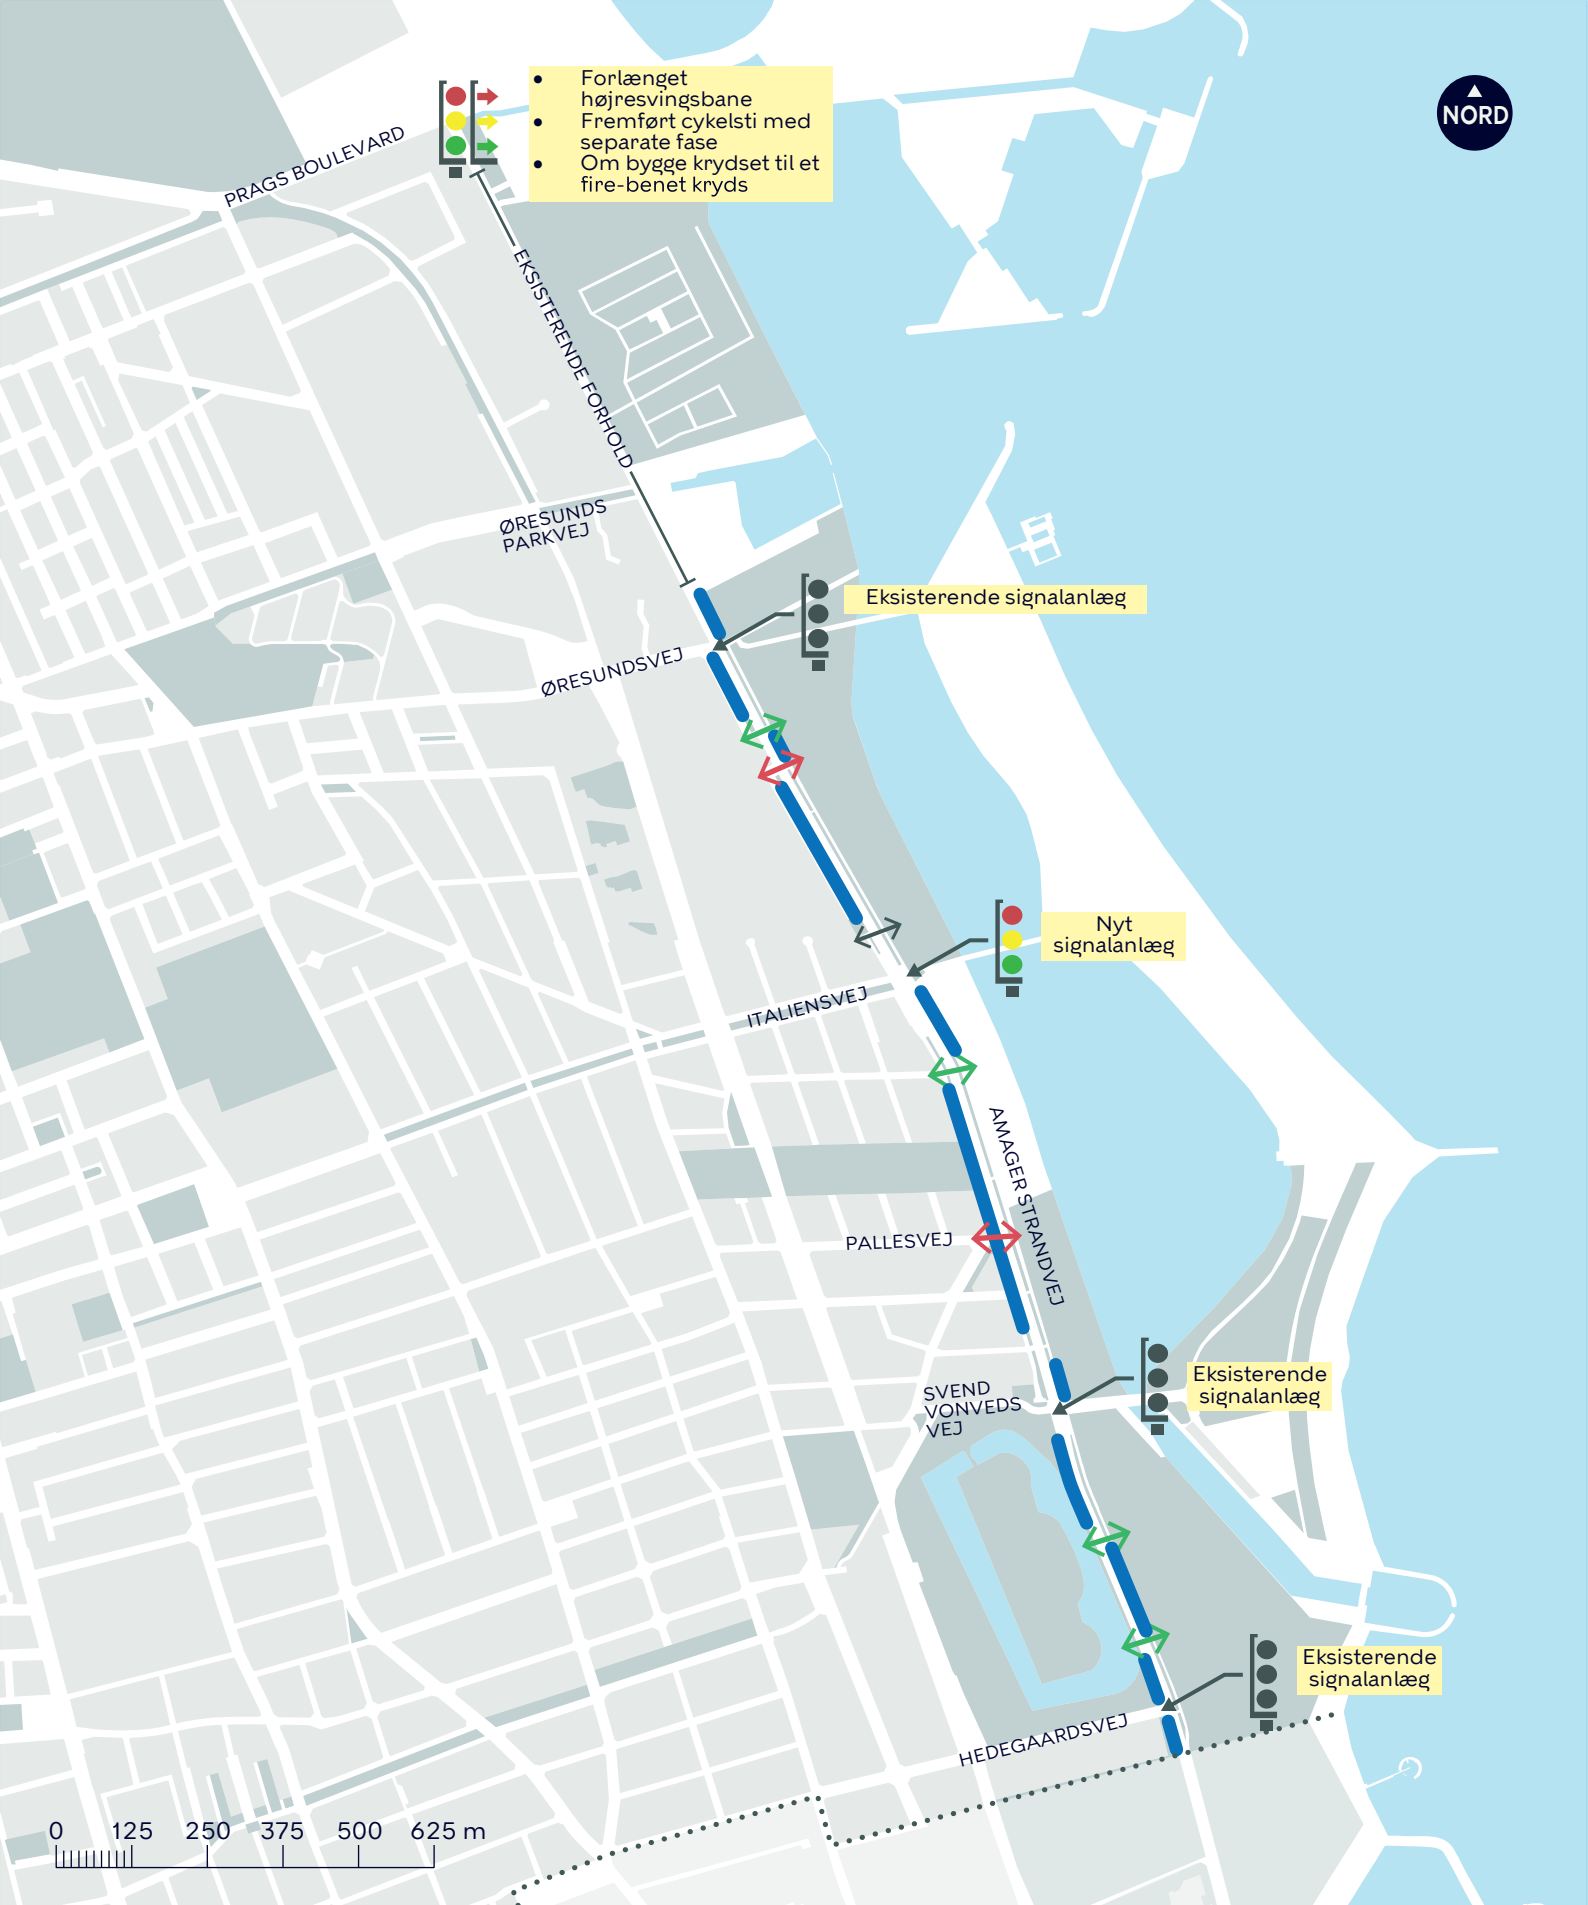 • Forlænget
højresvingsbane
• Fremført cykelsti med
separate fase
• Om bygge krydset til et
fire-benet kryds
NORD
PRAGS BOULEVARD
EKSISTERENDE FORHOLD
ØRESUNDS
PARKVEJ
Eksisterende signalanlæg
ØRESUNDSVEJ
Nyt
signalanlæg
ITALIENSVEJ
AMAGER STRANDVEJ
PALLESVEJ
Eksisterende
signalanlæg
SVEND
VONVEDS
VEJ
Eksisterende
signalanlæg
HEDEGAARDSVEJ
0 125 250 375 500 625 m